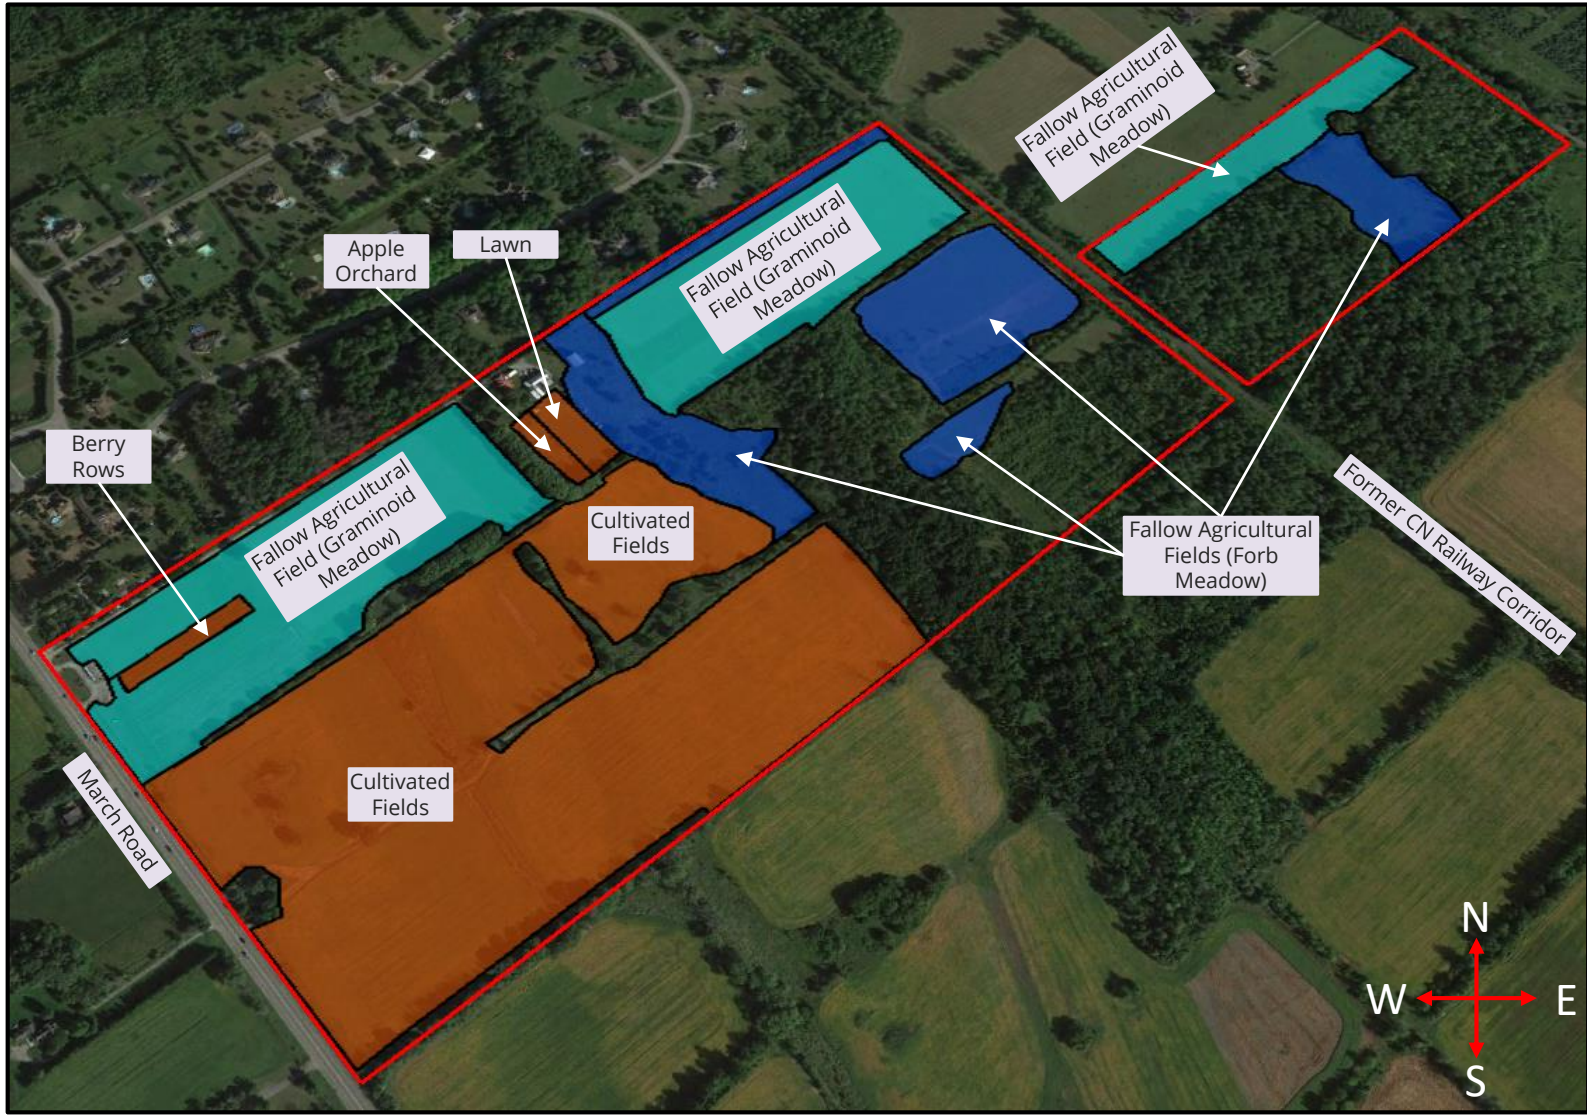 Fallow Agricultural
Field (Graminoid
Meadow)
Apple
Orchard
Lawn
Fallow Agricultural
Field (Graminoid
Meadow)
Berry
Rows
Fallow Agricultural
Field (Graminoid
Meadow)
Cultivated
Fields
Fallow Agricultural
Fields (Forb
Meadow)
Former CN Railway Corridor
March Road
Cultivated
Fields
N
W
E
S